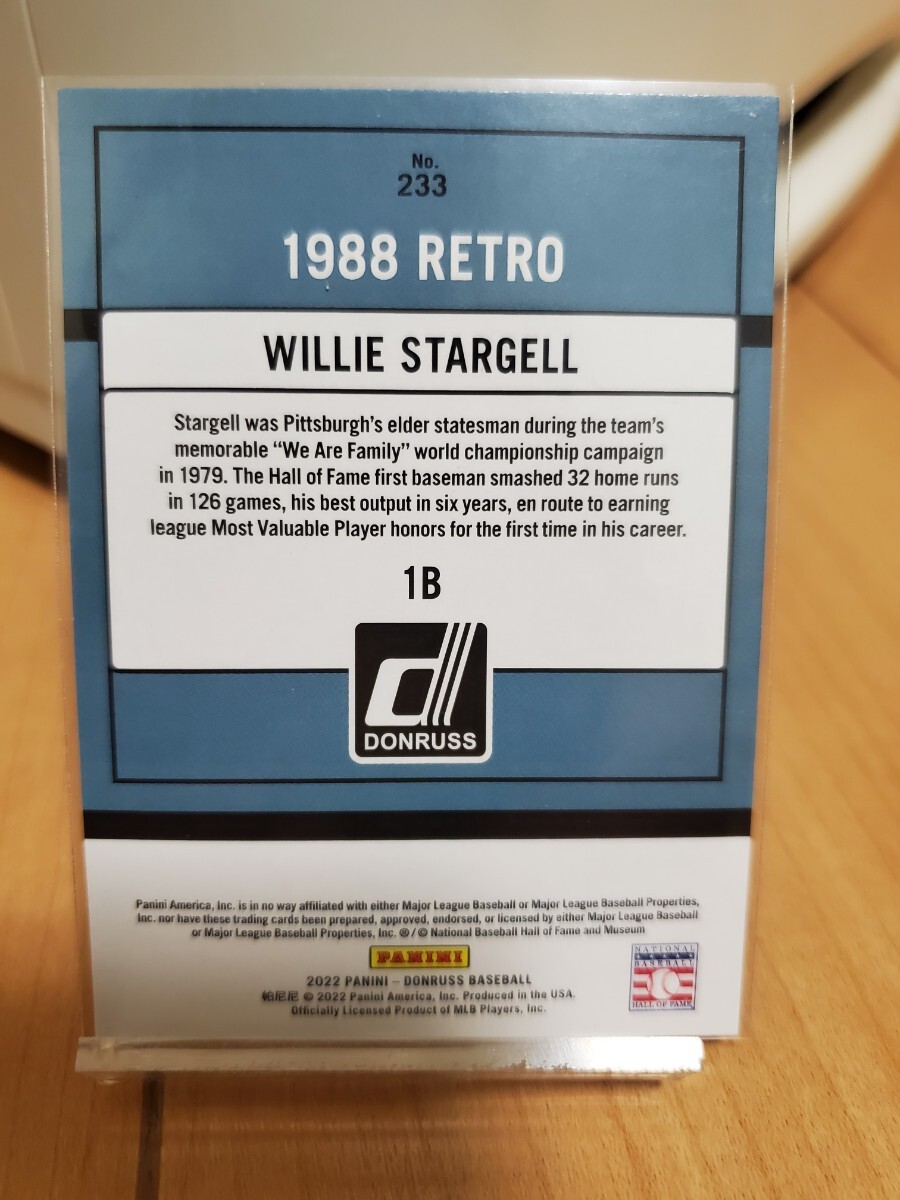 No.
233
1988 RETRO
WILLIE STARGELL
Stargell was Pittsburgh's elder statesman during the team's
memorable “We Are Family” world championship campaign
in 1979. The Hall of Fame first baseman smashed 32 home runs
in 126 games, his best output in six years, en route to earning
league Most Valuable Player honors for the first time in his career.
1B
d
DONRUSS
Panini America, Inc. is in no way affiliated with either Major League Baseball or Major League Baseball Properties,
Inc. nor have these trading cards been prepared, approved, endorsed, or licensed by either Major League Baseball
or Major League Baseball Properties, Inc. ®/© National Baseball Hall of Fame and Museum
PANINI
2022 PANINI – DONRUSS BASEBALL
帕尼尼 © 2022 Panini America, Inc. Produced in the USA.
Officially Licensed Product of MLB Players, Inc.
NATIONAL
BASEBALL
HALL OF FAME